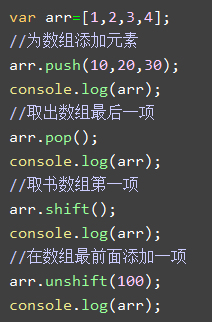 var arr=[1,2,3,4];
//为数组添加元素
arr.push(10,20,30);
console.log(arr);
//取出数组最后一项
arr.pop();
console.log(arr);
//取书数组第一项
arr.shift();
console.log(arr);
//在数组最前面添加一项
arr.unshift(100);
console.log(arr);